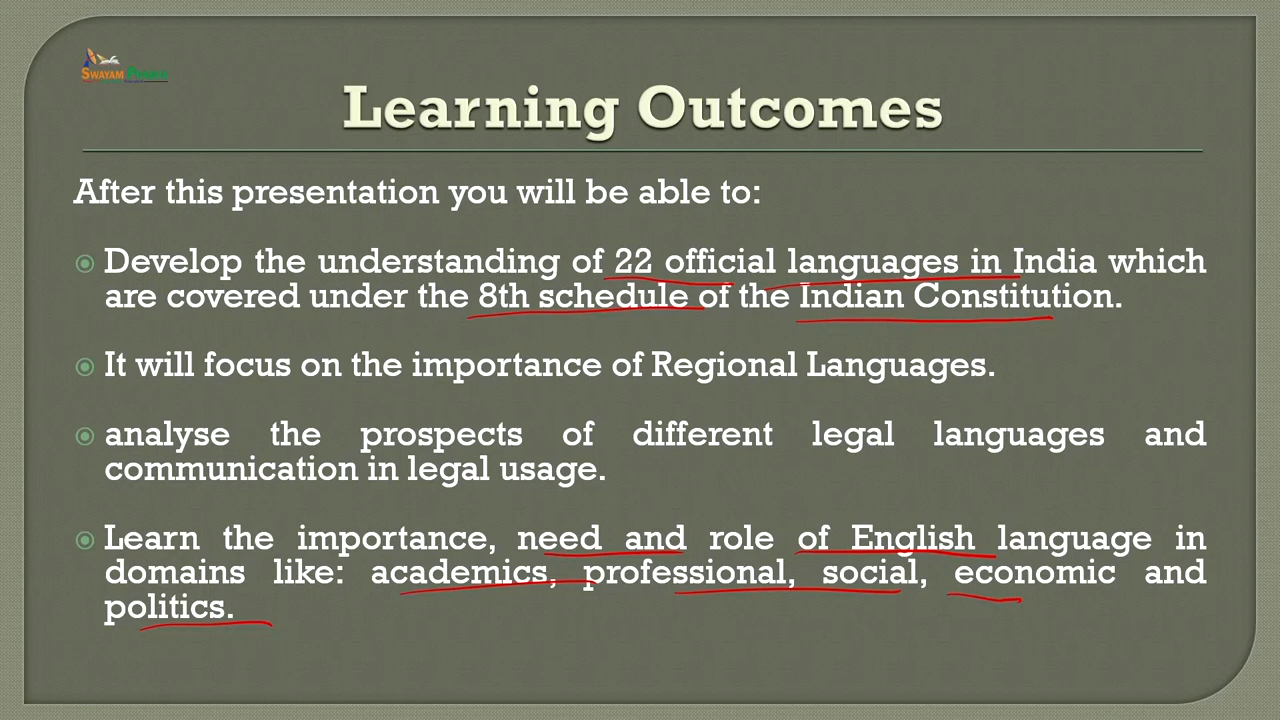 SWAYAM PRABHA
Learning Outcomes
After this presentation you will be able to:
Develop the understanding of 22 official languages in India which
are covered under the 8th schedule of the Indian Constitution.
It will focus on the importance of Regional Languages.
analyse the prospects of different legal languages and
communication in legal usage.
Learn the importance, need and role of English language in
domains like: academics, professional, social, economic and
politics.